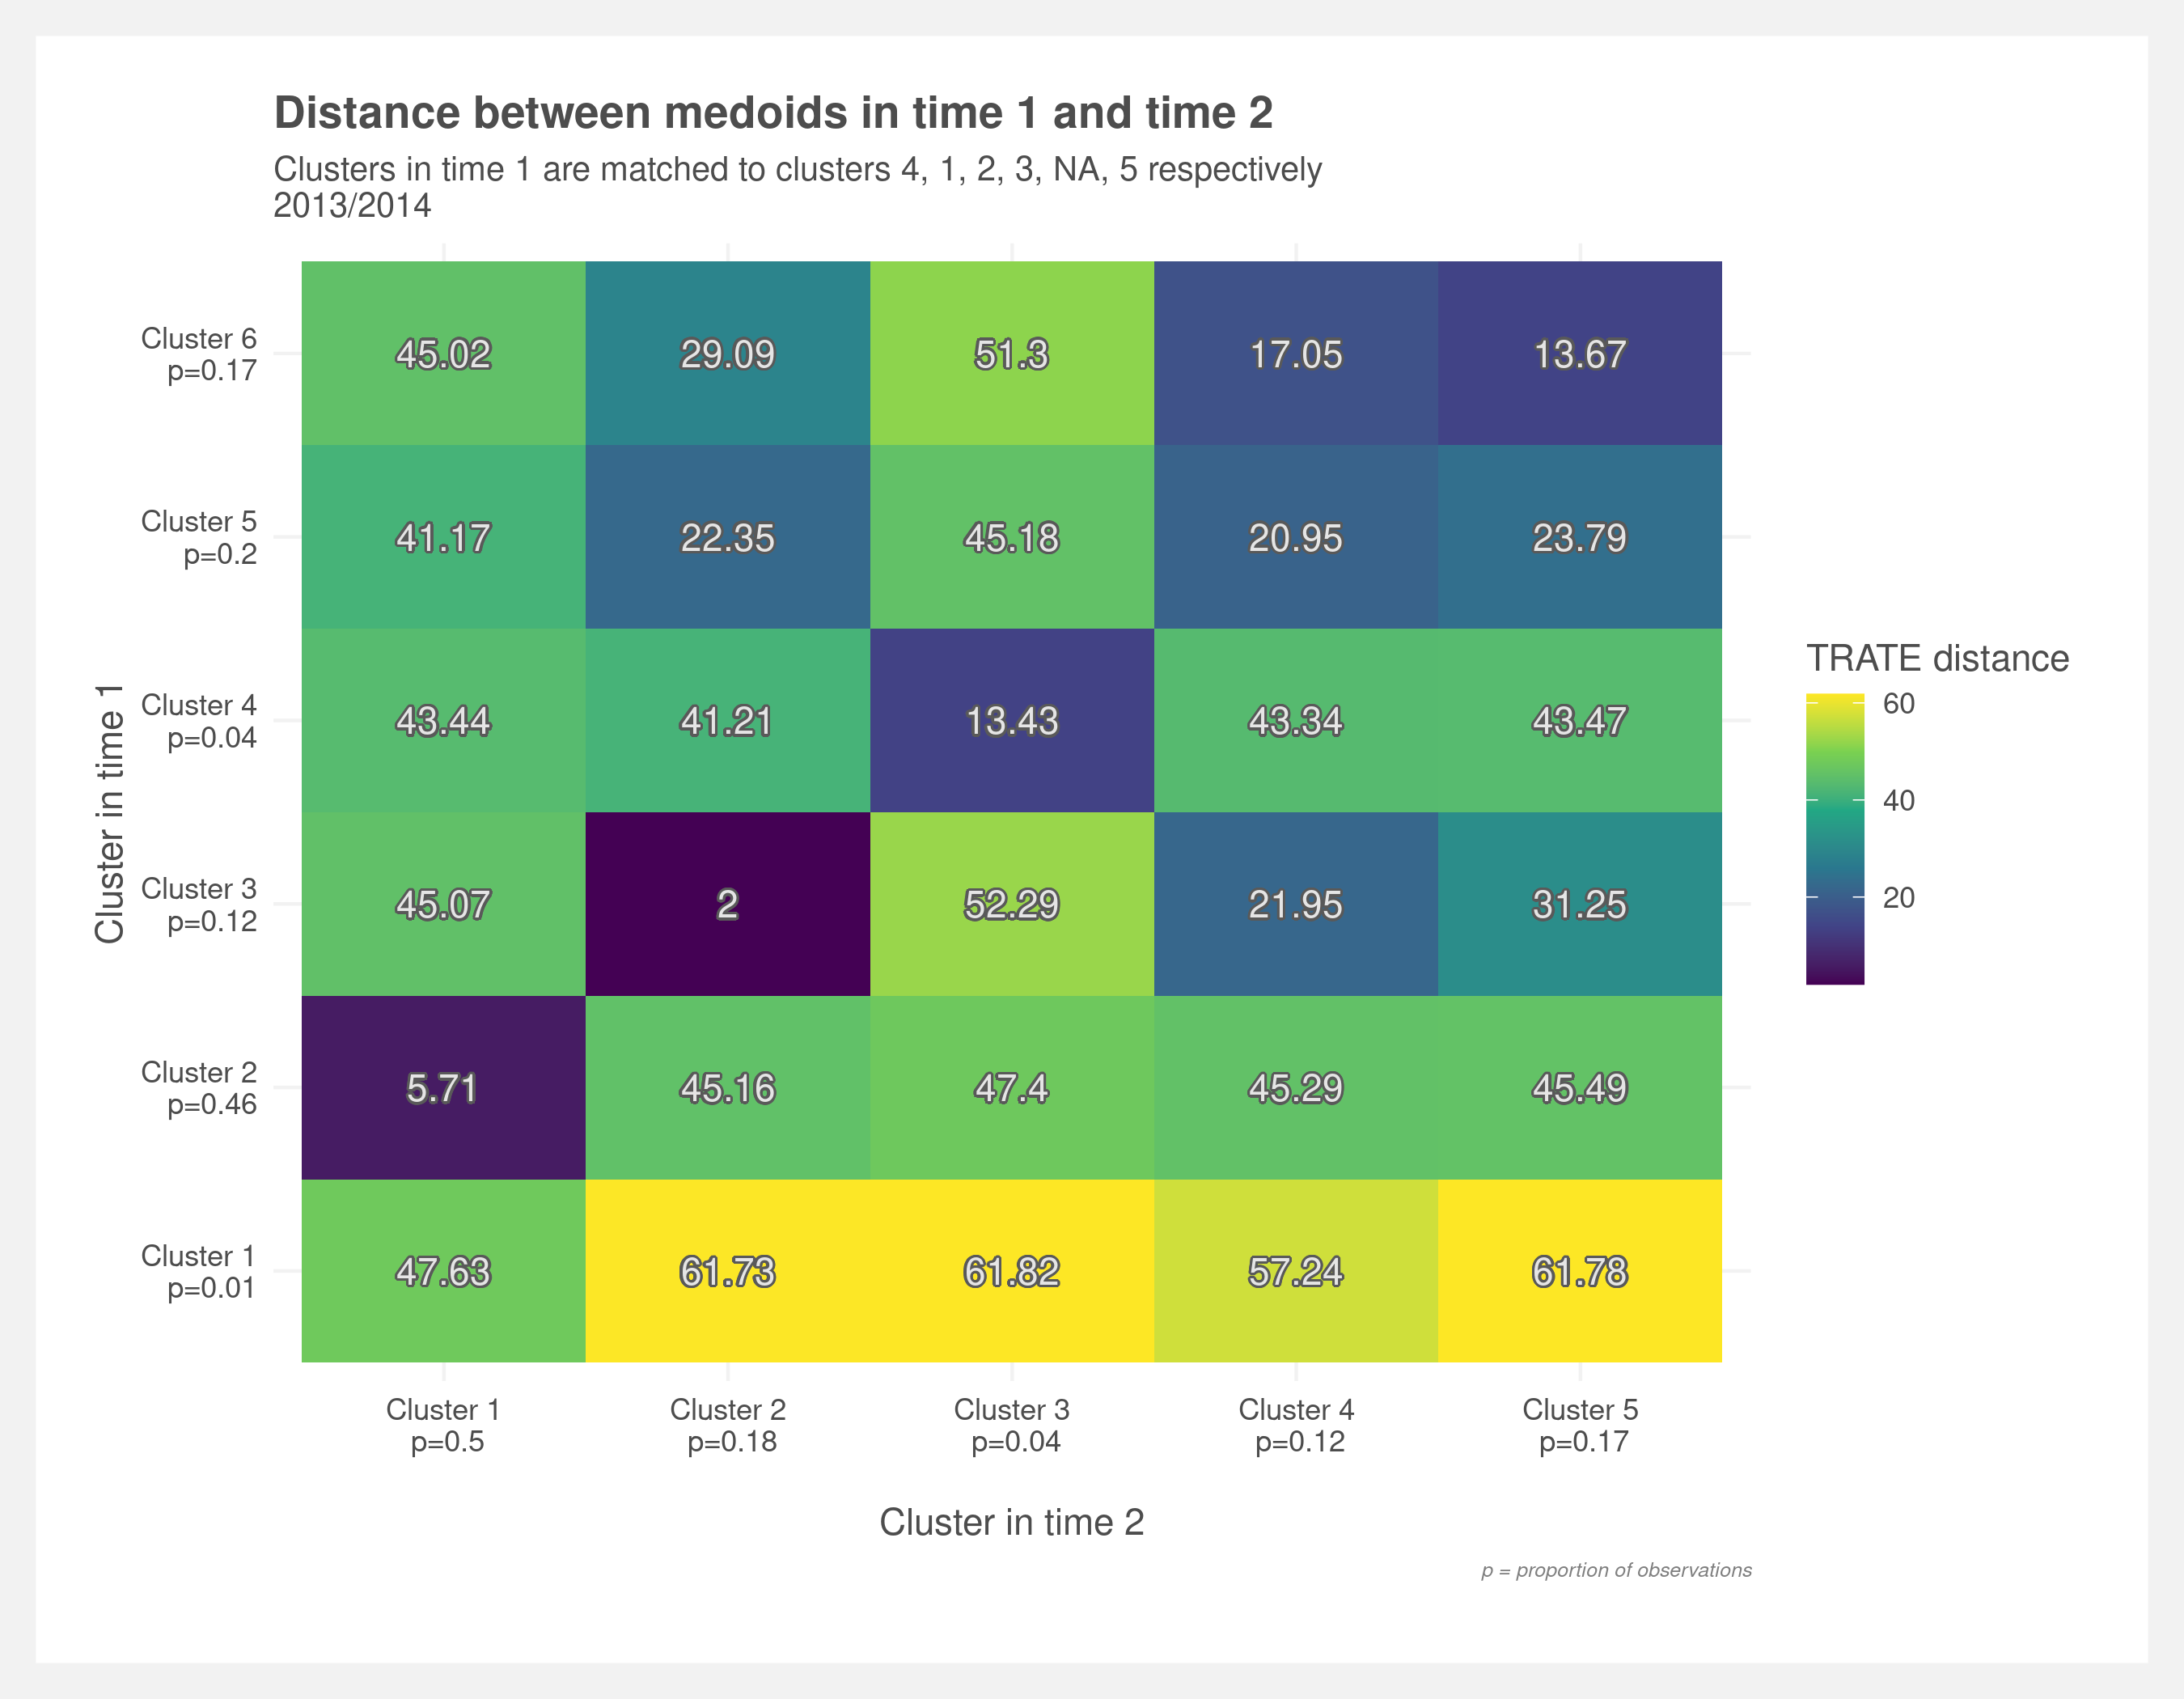 Distance between medoids in time 1 and time 2
Clusters in time 1 are matched to clusters 4, 1, 2, 3, NA, 5 respectively
2013/2014
Cluster in time 1
Cluster 6
p=0.17
45.02 29.09 51.3 17.05 13.67
Cluster 5
p=0.2
41.17 22.35 45.18 20.95 23.79
Cluster 4
p=0.04
43.44 41.21 13.43 43.34 43.47
Cluster 3
p=0.12
45.07 2 52.29 21.95 31.25
Cluster 2
p=0.46
5.71 45.16 47.4 45.29 45.49
Cluster 1
p=0.01
47.63 61.73 61.82 57.24 61.78
Cluster 1 Cluster 2 Cluster 3 Cluster 4 Cluster 5
p=0.5 p=0.18 p=0.04 p=0.12 p=0.17
Cluster in time 2
TRATE distance
60
40
20
p = proportion of observations